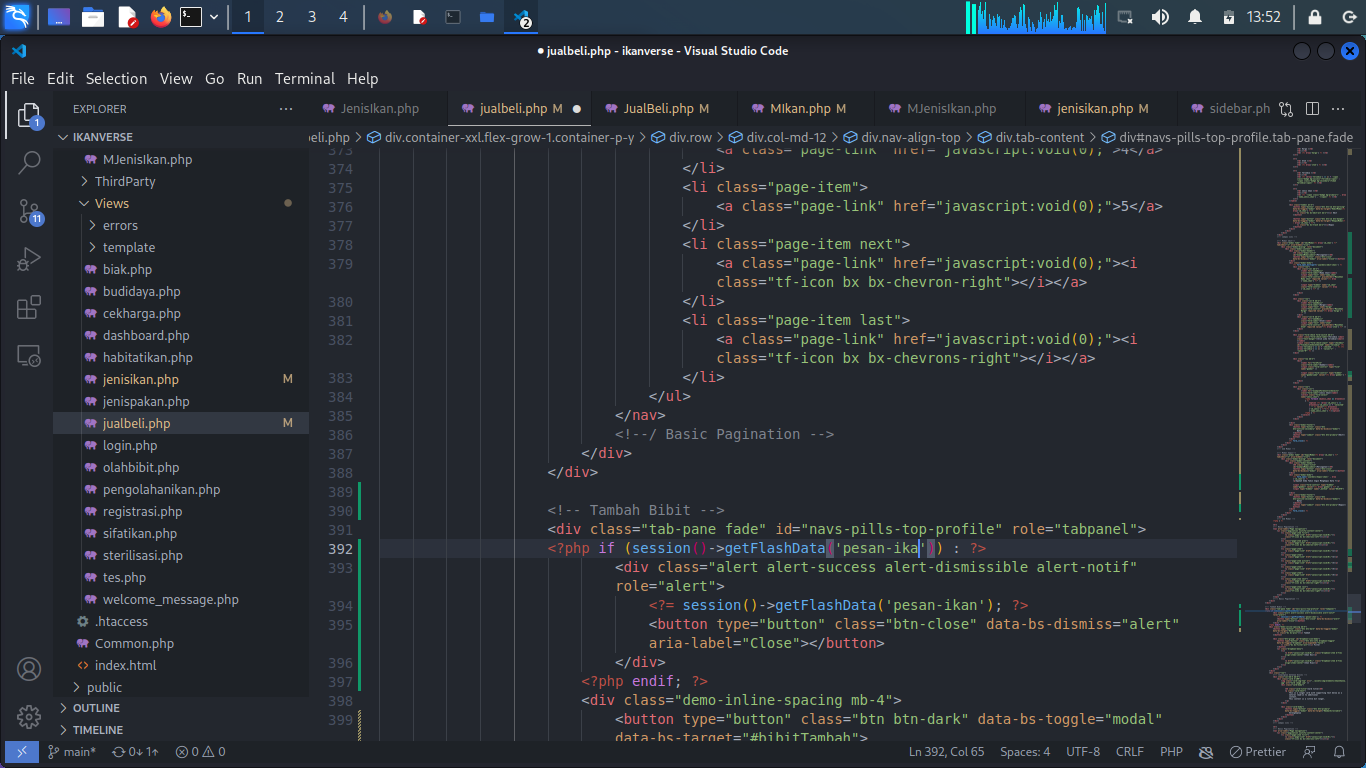 1 2 3 4
2
13:52
● jualbeli.php - ikanverse - Visual Studio Code
File Edit Selection View Go Run Terminal Help
EXPLORER ...
JenisIkan.php
jualbeli.php M ●
JualBeli.php M
MIkan.php M
MJenisIkan.php
jenisikan.php M
sidebar.ph
1
IKANVERSE
beli.php > div.container-xxl.flex-grow-1.container-p-y > div.row > div.col-md-12 > div.nav-align-top > div.tab-content > div#navs-pills-top-profile.tab-pane.fade
MJenisIkan.php
ThirdParty
Views
errors
template
biak.php
budidaya.php
cekharga.php
dashboard.php
habitatikan.php
jenisikan.php M
jenispakan.php
jualbeli.php M
login.php
olahbibit.php
pengolahanikan.php
registrasi.php
sifatikan.php
sterilisasi.php
tes.php
welcome_message.php
.htaccess
Common.php
index.html
public
OUTLINE
TIMELINE
11
373 <a class="page-link" href="javascript:void(0);">4</a>
374 </li>
375 <li class="page-item">
376 <a class="page-link" href="javascript:void(0);">5</a>
377 </li>
378 <li class="page-item next">
379 <a class="page-link" href="javascript:void(0);"><i
class="tf-icon bx bx-chevron-right"></i></a>
380 </li>
381 <li class="page-item last">
382 <a class="page-link" href="javascript:void(0);"><i
class="tf-icon bx bx-chevrons-right"></i></a>
383 </li>
384 </ul>
385 </nav>
386 <!--/ Basic Pagination -->
387 </div>
388 </div>
389
390 <!-- Tambah Bibit -->
391 <div class="tab-pane fade" id="navs-pills-top-profile" role="tabpanel">
392 <?php if (session()->getFlashData('pesan-ika')) : ?>
393 <div class="alert alert-success alert-dismissible alert-notif"
role="alert">
394 <?= session()->getFlashData('pesan-ikan'); ?>
395 <button type="button" class="btn-close" data-bs-dismiss="alert"
aria-label="Close"></button>
396 </div>
397 <?php endif; ?>
398 <div class="demo-inline-spacing mb-4">
399 <button type="button" class="btn btn-dark" data-bs-toggle="modal"
data-bs-target="#bibitTambah">
main* 0↓ 1↑ 0 0 Ln 392, Col 65 Spaces: 4 UTF-8 CRLF PHP Prettier